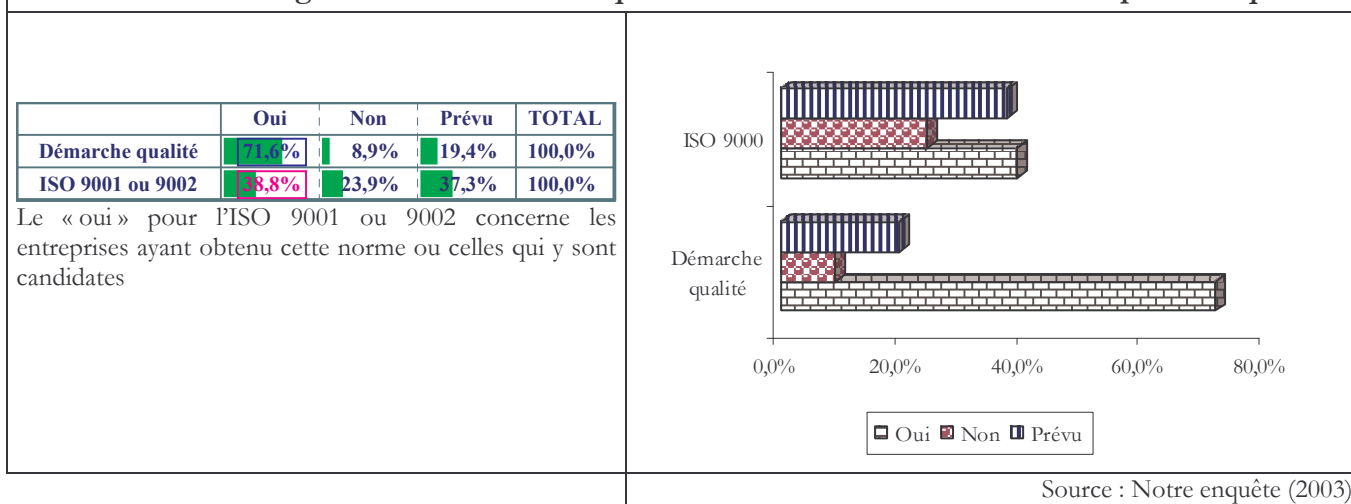 Oui Non Prévu TOTAL
Démarche qualité 71,6% 8,9% 19,4% 100,0%
ISO 9001 ou 9002 38,8% 23,9% 37,3% 100,0%
Le « oui » pour l'ISO 9001 ou 9002 concerne les
entreprises ayant obtenu cette norme ou celles qui y sont
candidates
ISO 9000
Démarche
qualité
0,0% 20,0% 40,0% 60,0% 80,0%
Oui Non Prévu
Source : Notre enquête (2003)